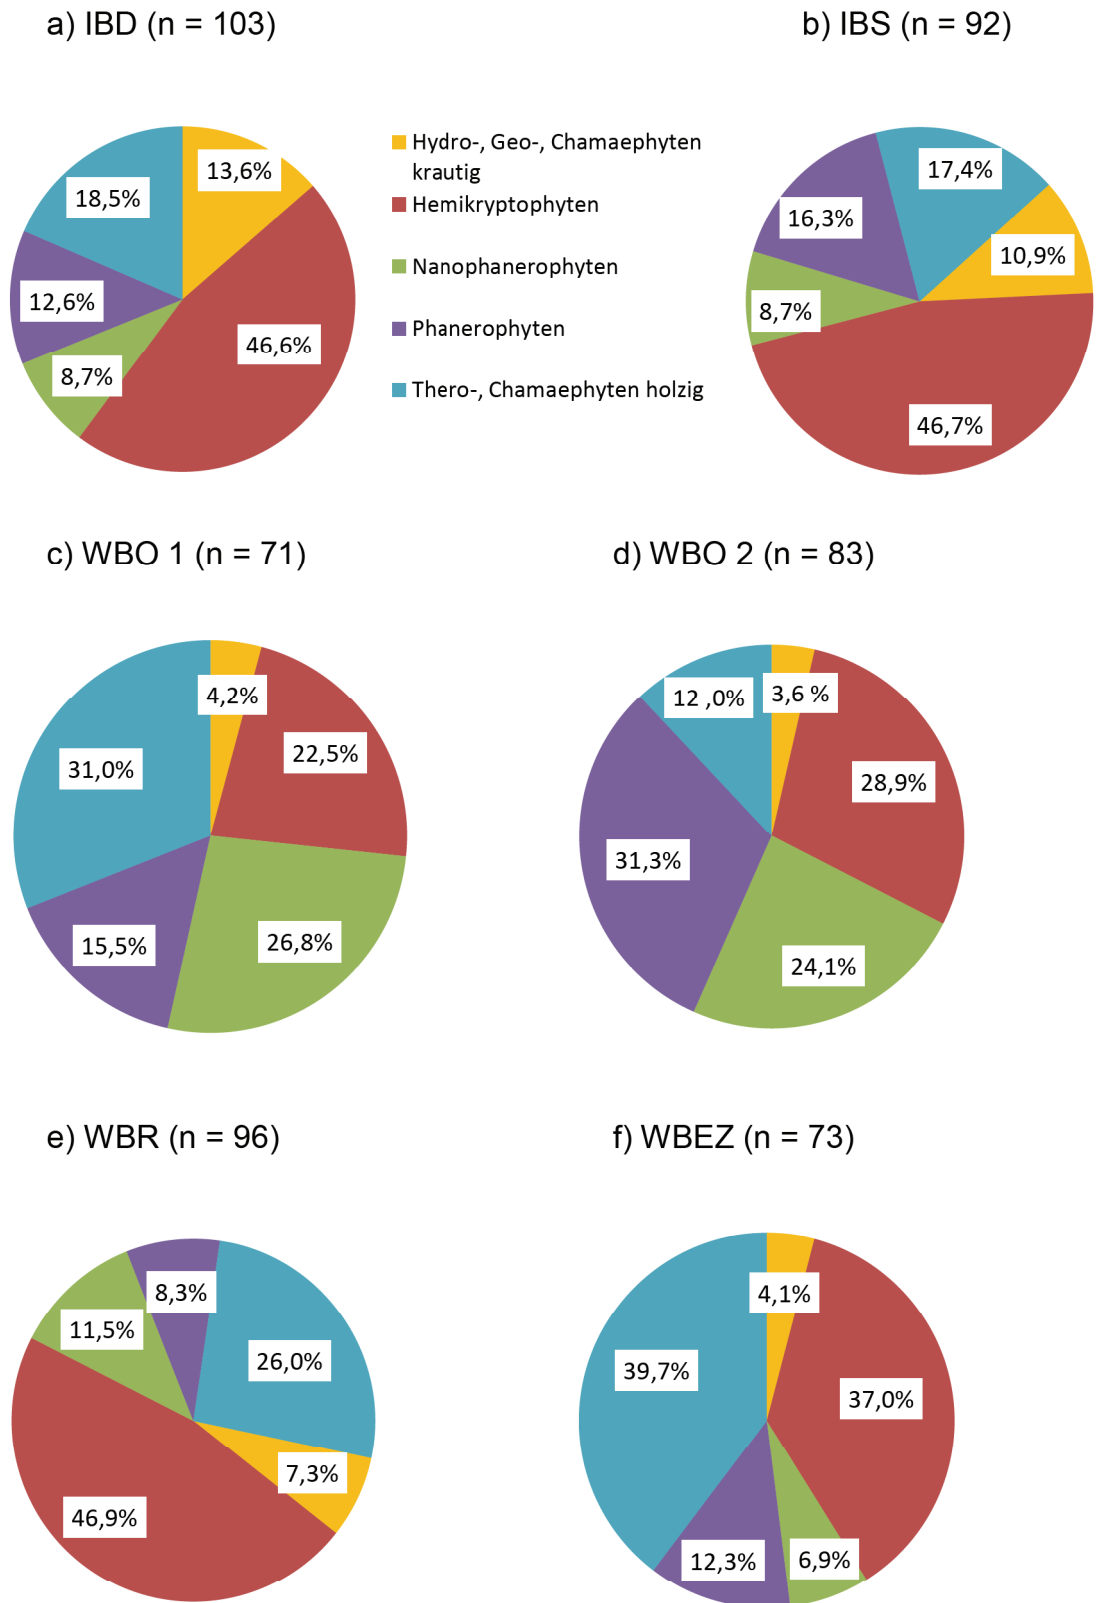 a) IBD (n = 103)
b) IBS (n = 92)
13,6%
46,6%
8,7%
12,6%
18,5%
Hydro-, Geo-, Chamaephyten
krautig
Hemikryptophyten
Nanophanerophyten
Phanerophyten
Thero-, Chamaephyten holzig
17,4%
10,9%
46,7%
8,7%
16,3%
c) WBO 1 (n = 71)
d) WBO 2 (n = 83)
4,2%
22,5%
26,8%
15,5%
31,0%
3,6 %
28,9%
24,1%
31,3%
12 ,0%
e) WBR (n = 96)
f) WBEZ (n = 73)
8,3%
26,0%
7,3%
46,9%
11,5%
4,1%
37,0%
6,9%
12,3%
39,7%